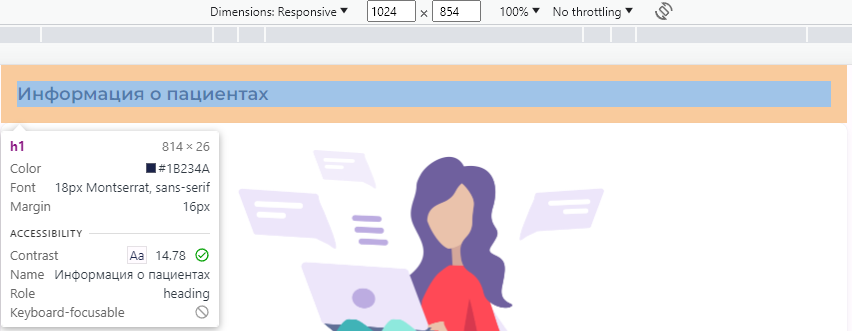 Dimensions: Responsive ▼ 1024 × 854 100% ▼ No throttling ▼
Информация о пациентах
h1 814 × 26
Color #1B234A
Font 18px Montserrat, sans-serif
Margin 16px
ACCESSIBILITY
Contrast Aa 14.78
Name Информация о пациентах
Role heading
Keyboard-focusable